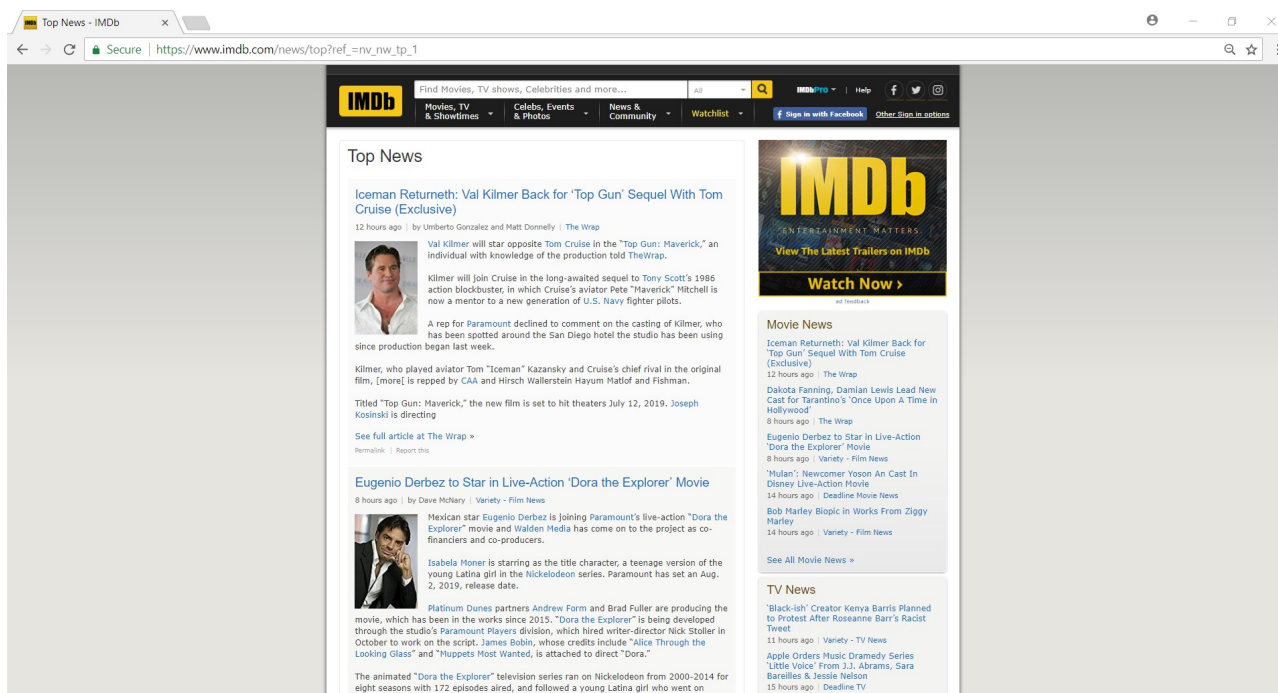 Top News - IMDb
Secure
https://www.imdb.com/news/top?ref_=nv_nw_tp_1
IMDb
Find Movies, TV shows, Celebrities and more...
All
IMDbPro
Help
Movies, TV
& Showtimes
Celebs, Events
& Photos
News &
Community
Watchlist
Sign in with Facebook
Other Sign in options
Top News
Iceman Returneth: Val Kilmer Back for ‘Top Gun’ Sequel With Tom
Cruise (Exclusive)
12 hours ago | by Umberto Gonzalez and Matt Donnelly | The Wrap
Val Kilmer will star opposite Tom Cruise in the “Top Gun: Maverick,” an
individual with knowledge of the production told TheWrap.
Kilmer will join Cruise in the long-awaited sequel to Tony Scott’s 1986
action blockbuster, in which Cruise’s aviator Pete “Maverick” Mitchell is
now a mentor to a new generation of U.S. Navy fighter pilots.
A rep for Paramount declined to comment on the casting of Kilmer, who
has been spotted around the San Diego hotel the studio has been using
since production began last week.
Kilmer, who played aviator Tom “Iceman” Kazansky and Cruise’s chief rival in the original
film, [more[ is repped by CAA and Hirsch Wallerstein Hayum Matlof and Fishman.
Titled “Top Gun: Maverick,” the new film is set to hit theaters July 12, 2019. Joseph
Kosinski is directing
See full article at The Wrap »
Permalink | Report this
Eugenio Derbez to Star in Live-Action ‘Dora the Explorer’ Movie
8 hours ago | by Dave McNary | Variety - Film News
Mexican star Eugenio Derbez is joining Paramount’s live-action “Dora the
Explorer” movie and Walden Media has come on to the project as co-
financiers and co-producers.
Isabela Moner is starring as the title character, a teenage version of the
young Latina girl in the Nickelodeon series. Paramount has set an Aug.
2, 2019, release date.
Platinum Dunes partners Andrew Form and Brad Fuller are producing the
movie, which has been in the works since 2015. “Dora the Explorer” is being developed
through the studio’s Paramount Players division, which hired writer-director Nick Stoller in
October to work on the script. James Bobin, whose credits include “Alice Through the
Looking Glass” and “Muppets Most Wanted, is attached to direct “Dora.”
The animated “Dora the Explorer” television series ran on Nickelodeon from 2000-2014 for
eight seasons with 172 episodes aired, and followed a young Latina girl who went on
IMDb
ENTERTAINMENT MATTERS.
View The Latest Trailers on IMDb
Watch Now ›
ad feedback
Movie News
Iceman Returneth: Val Kilmer Back for
‘Top Gun’ Sequel With Tom Cruise
(Exclusive)
12 hours ago | The Wrap
Dakota Fanning, Damian Lewis Lead New
Cast for Tarantino’s ‘Once Upon A Time in
Hollywood’
8 hours ago | The Wrap
Eugenio Derbez to Star in Live-Action
‘Dora the Explorer’ Movie
8 hours ago | Variety - Film News
‘Mulan’: Newcomer Yoson An Cast In
Disney Live-Action Movie
14 hours ago | Deadline Movie News
Bob Marley Biopic in Works From Ziggy
Marley
14 hours ago | Variety - Film News
See All Movie News »
TV News
‘Black-ish’ Creator Kenya Barris Planned
to Protest After Roseanne Barr’s Racist
Tweet
11 hours ago | Variety - TV News
Apple Orders Music Dramedy Series
‘Little Voice’ From J.J. Abrams, Sara
Bareilles & Jessie Nelson
15 hours ago | Deadline TV